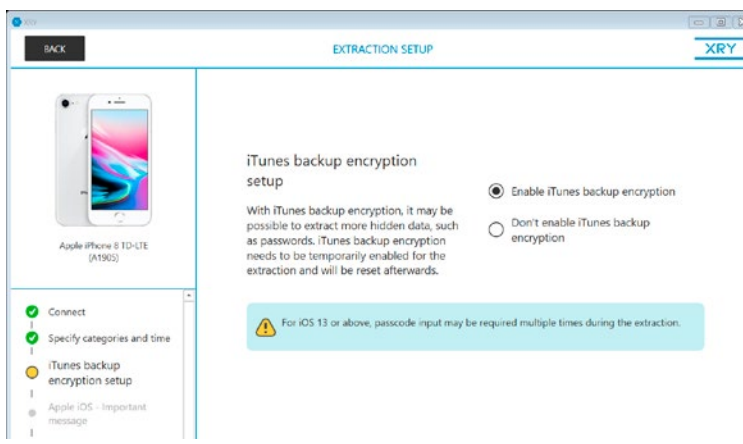 XRY
BACK
EXTRACTION SETUP
XRY
Apple iPhone 8 TD-LTE
(A1905)
Connect
Specify categories and time
iTunes backup
encryption setup
Apple iOS - Important
message
iTunes backup encryption
setup
With iTunes backup encryption, it may be
possible to extract more hidden data, such
as passwords. iTunes backup encryption
needs to be temporarily enabled for the
extraction and will be reset afterwards.
Enable iTunes backup encryption
Don't enable iTunes backup
encryption
For iOS 13 or above, passcode input may be required multiple times during the extraction.